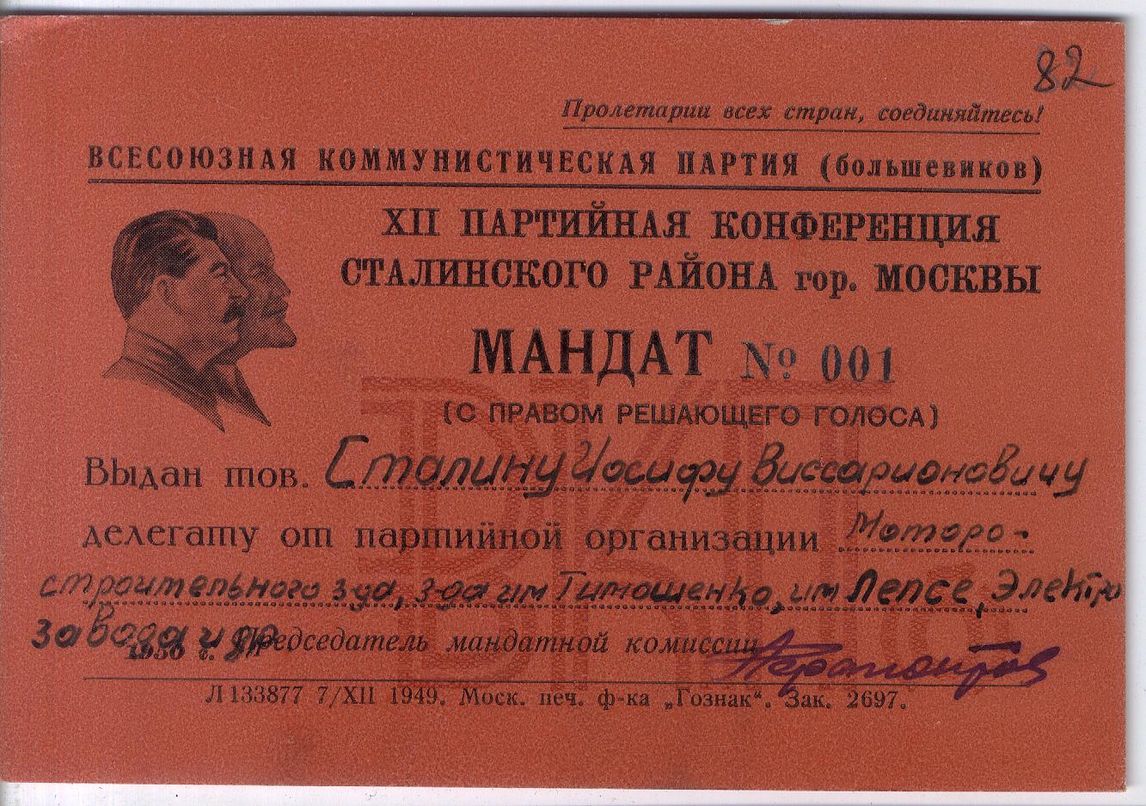 82
Пролетарии всех стран, соединяйтесь!
ВСЕСОЮЗНАЯ КОММУНИСТИЧЕСКАЯ ПАРТИЯ (большевиков)
XII ПАРТИЙНАЯ КОНФЕРЕНЦИЯ
СТАЛИНСКОГО РАЙОНА гор. МОСКВЫ
МАНДАТ № 001
(С ПРАВОМ РЕШАЮЩЕГО ГОЛОСА)
Выдан тов. Сталину Иосифу Виссарионовичу
делегату от партийной организации Моторо-
строительного з-да, з-да им Тимошенко, им Лепсе, Электро
завода и др. Председатель мандатной комиссии
1950 г.
Л 133877 7/XII 1949. Моск. печ. ф-ка „Гознак“. Зак. 2697.
ВКП